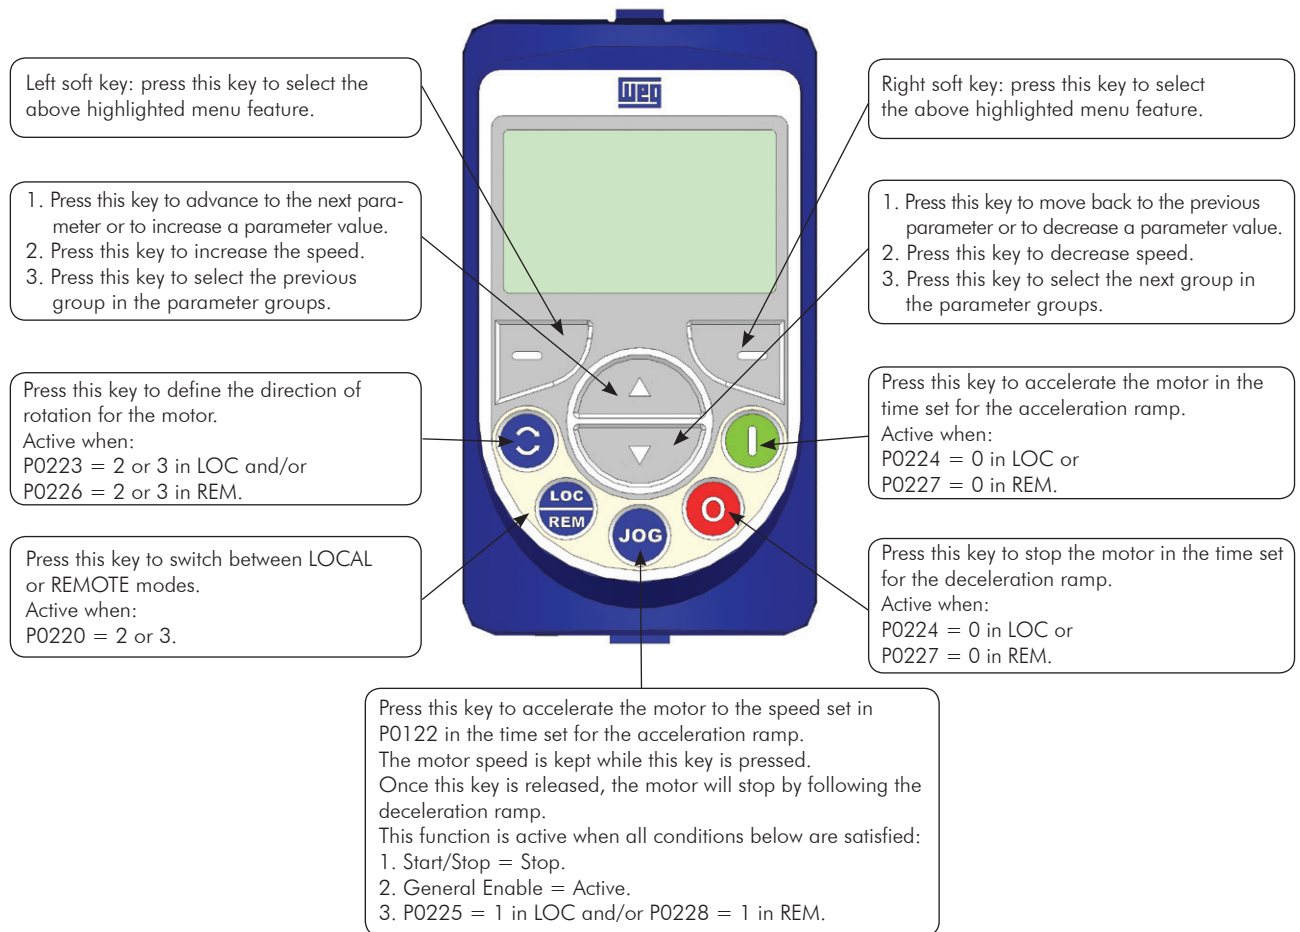 weg
Left soft key: press this key to select the
above highlighted menu feature.
Right soft key: press this key to select
the above highlighted menu feature.
1. Press this key to advance to the next para-
meter or to increase a parameter value.
2. Press this key to increase the speed.
3. Press this key to select the previous
group in the parameter groups.
1. Press this key to move back to the previous
parameter or to decrease a parameter value.
2. Press this key to decrease speed.
3. Press this key to select the next group in
the parameter groups.
Press this key to define the direction of
rotation for the motor.
Active when:
P0223 = 2 or 3 in LOC and/or
P0226 = 2 or 3 in REM.
Press this key to accelerate the motor in the
time set for the acceleration ramp.
Active when:
P0224 = 0 in LOC or
P0227 = 0 in REM.
LOC
REM
JOG
Press this key to switch between LOCAL
or REMOTE modes.
Active when:
P0220 = 2 or 3.
Press this key to stop the motor in the time set
for the deceleration ramp.
Active when:
P0224 = 0 in LOC or
P0227 = 0 in REM.
Press this key to accelerate the motor to the speed set in
P0122 in the time set for the acceleration ramp.
The motor speed is kept while this key is pressed.
Once this key is released, the motor will stop by following the
deceleration ramp.
This function is active when all conditions below are satisfied:
1. Start/Stop = Stop.
2. General Enable = Active.
3. P0225 = 1 in LOC and/or P0228 = 1 in REM.